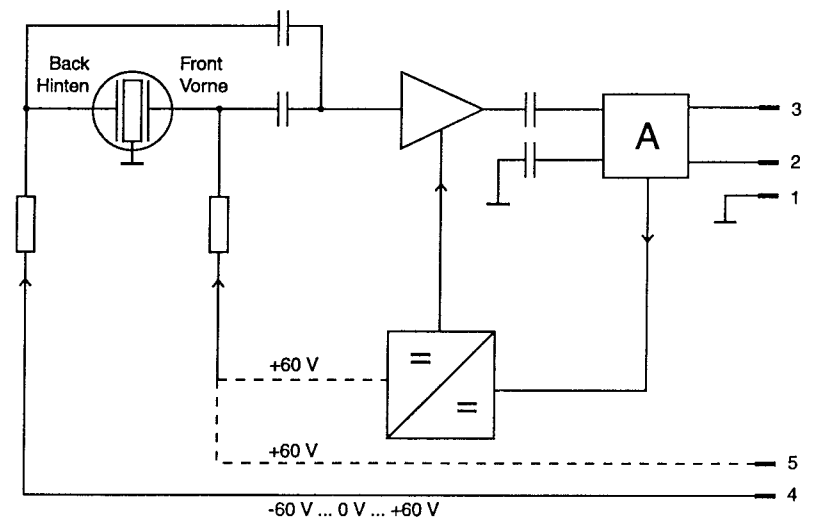 Back
Hinten
Front
Vorne
A
3
2
1
=
=
+60 V
+60 V
5
4
-60 V ... 0 V ... +60 V